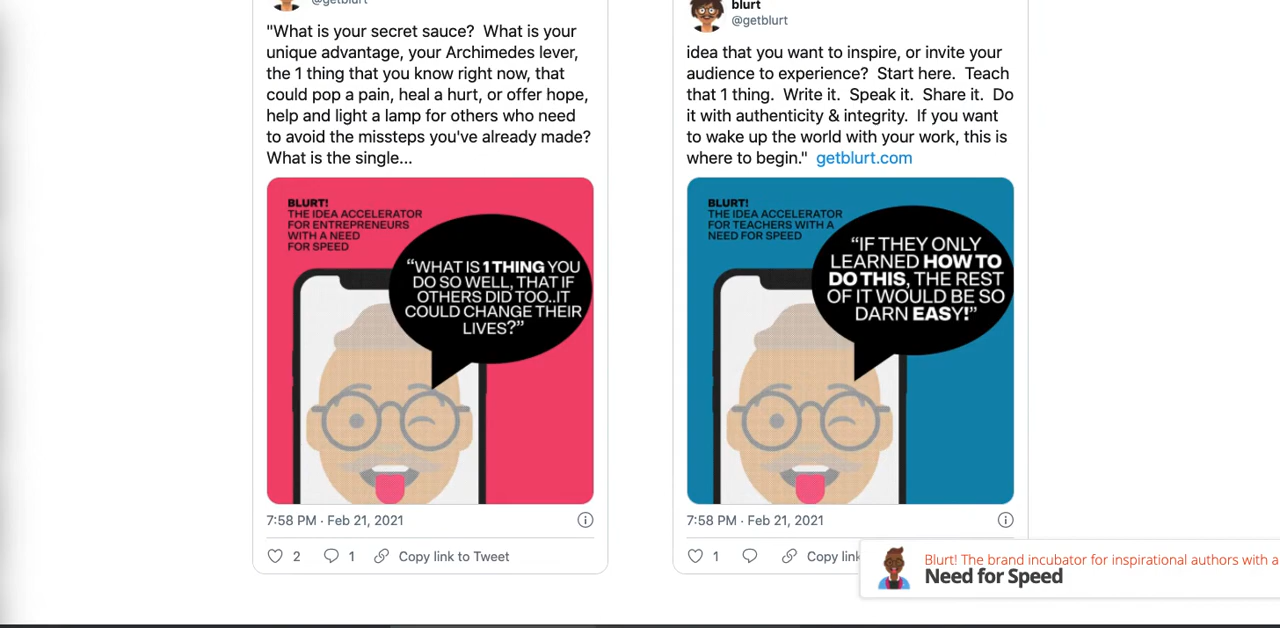 @getblurt
"What is your secret sauce?  What is your
unique advantage, your Archimedes lever,
the 1 thing that you know right now, that
could pop a pain, heal a hurt, or offer hope,
help and light a lamp for others who need
to avoid the missteps you've already made?
What is the single...
BLURT!
THE IDEA ACCELERATOR
FOR ENTREPRENEURS
WITH A NEED
FOR SPEED
“WHAT IS 1 THING YOU
DO SO WELL, THAT IF
OTHERS DID TOO..IT
COULD CHANGE THEIR
LIVES?”
7:58 PM · Feb 21, 2021
2
1
Copy link to Tweet
blurt
@getblurt
idea that you want to inspire, or invite your
audience to experience?  Start here.  Teach
that 1 thing.  Write it.  Speak it.  Share it.  Do
it with authenticity & integrity.  If you want
to wake up the world with your work, this is
where to begin."  getblurt.com
BLURT!
THE IDEA ACCELERATOR
FOR TEACHERS WITH A
NEED FOR SPEED
“IF THEY ONLY
LEARNED HOW TO
DO THIS, THE REST
OF IT WOULD BE SO
DARN EASY!”
7:58 PM · Feb 21, 2021
1
Copy link
Blurt! The brand incubator for inspirational authors with a
Need for Speed